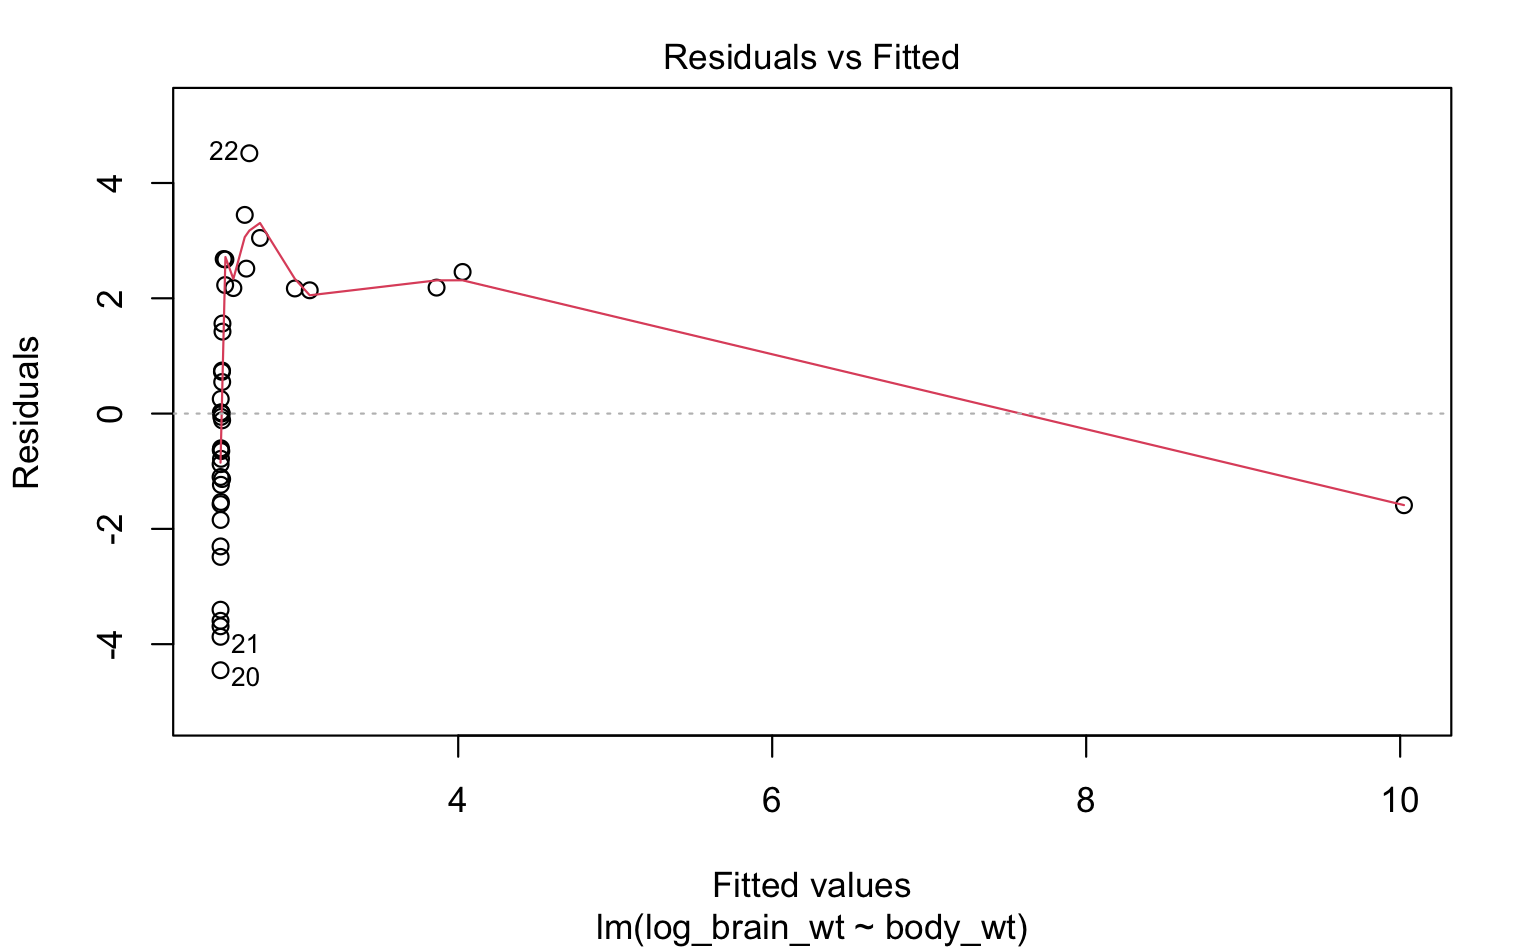 Residuals vs Fitted
22
21
20
4
2
0
-2
-4
Residuals
4 6 8 10
Fitted values
lm(log_brain_wt ~ body_wt)